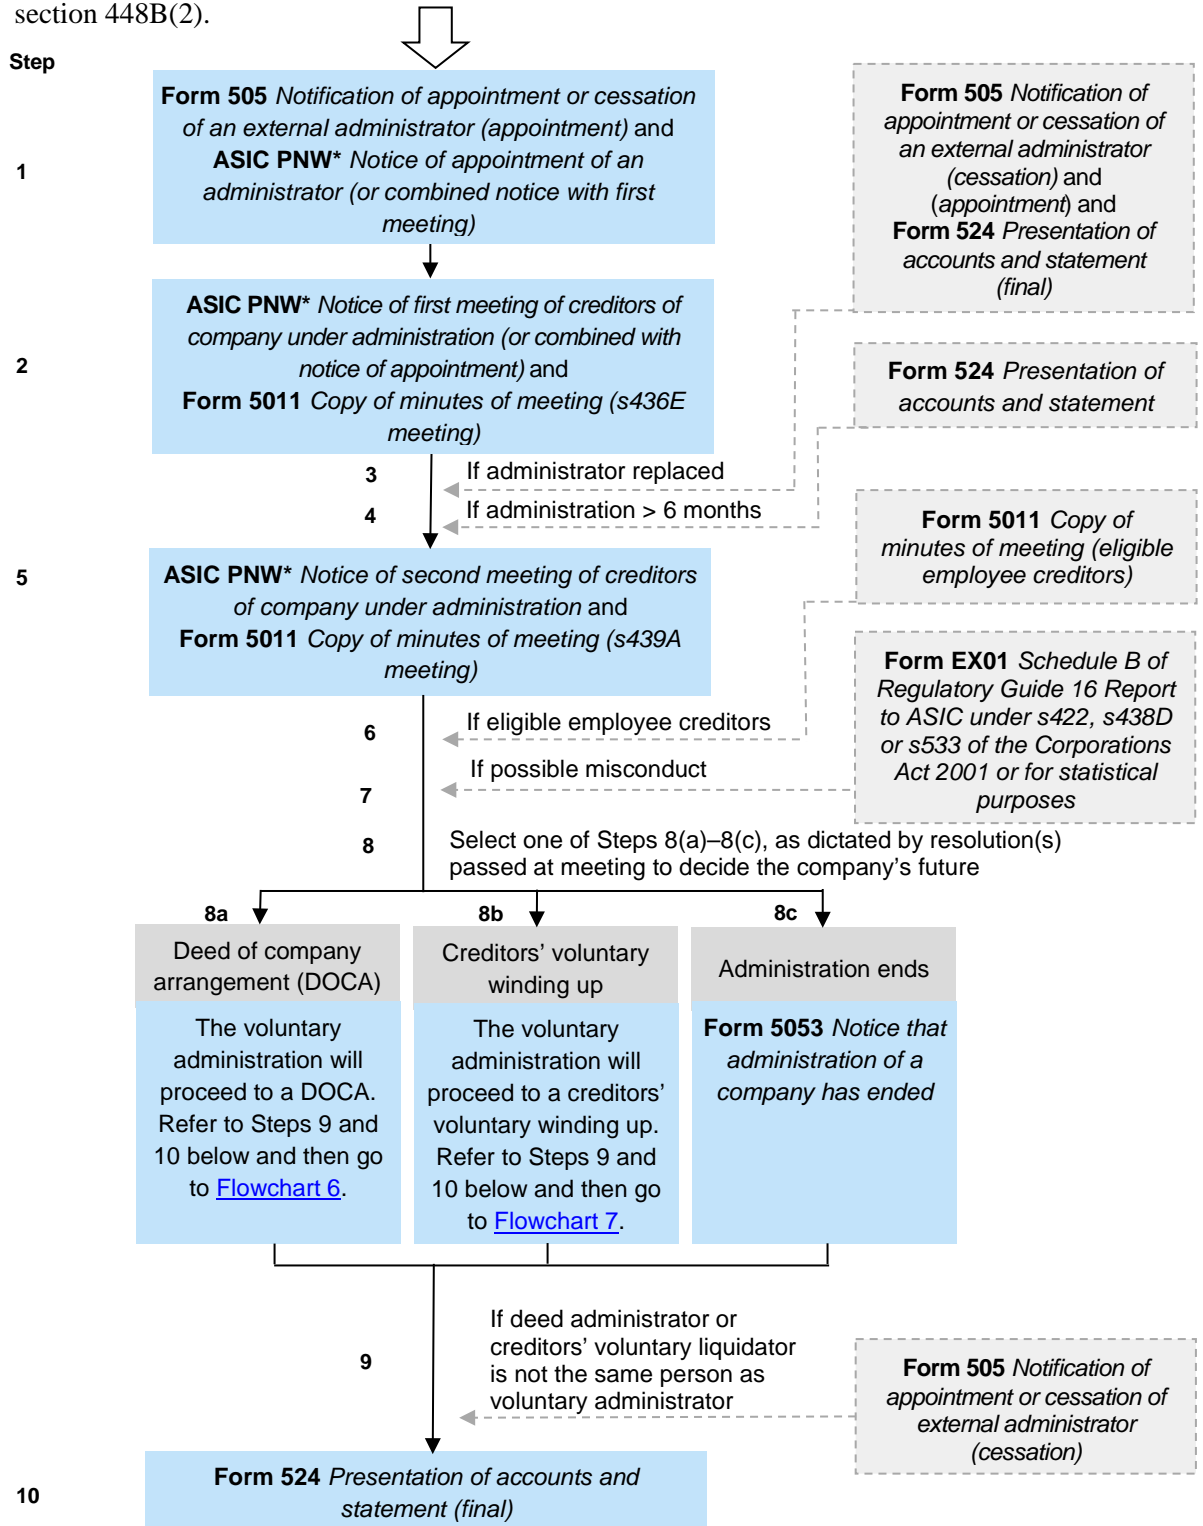 section 448B(2).
Step
1
Form 505 Notification of appointment or cessation
of an external administrator (appointment) and
ASIC PNW* Notice of appointment of an
administrator (or combined notice with first
meeting)
Form 505 Notification of
appointment or cessation of
an external administrator
(cessation) and
(appointment) and
Form 524 Presentation of
accounts and statement
(final)
2
ASIC PNW* Notice of first meeting of creditors of
company under administration (or combined with
notice of appointment) and
Form 5011 Copy of minutes of meeting (s436E
meeting)
Form 524 Presentation of
accounts and statement
3
If administrator replaced
4
If administration > 6 months
Form 5011 Copy of
minutes of meeting (eligible
employee creditors)
5
ASIC PNW* Notice of second meeting of creditors
of company under administration and
Form 5011 Copy of minutes of meeting (s439A
meeting)
Form EX01 Schedule B of
Regulatory Guide 16 Report
to ASIC under s422, s438D
or s533 of the Corporations
Act 2001 or for statistical
purposes
6
If eligible employee creditors
7
If possible misconduct
8
Select one of Steps 8(a)–8(c), as dictated by resolution(s)
passed at meeting to decide the company’s future
8a
8b
8c
Deed of company
arrangement (DOCA)
The voluntary
administration will
proceed to a DOCA.
Refer to Steps 9 and
10 below and then go
to Flowchart 6.
Creditors’ voluntary
winding up
The voluntary
administration will
proceed to a creditors’
voluntary winding up.
Refer to Steps 9 and
10 below and then go
to Flowchart 7.
Administration ends
Form 5053 Notice that
administration of a
company has ended
9
If deed administrator or
creditors’ voluntary liquidator
is not the same person as
voluntary administrator
Form 505 Notification of
appointment or cessation of
external administrator
(cessation)
10
Form 524 Presentation of accounts and
statement (final)